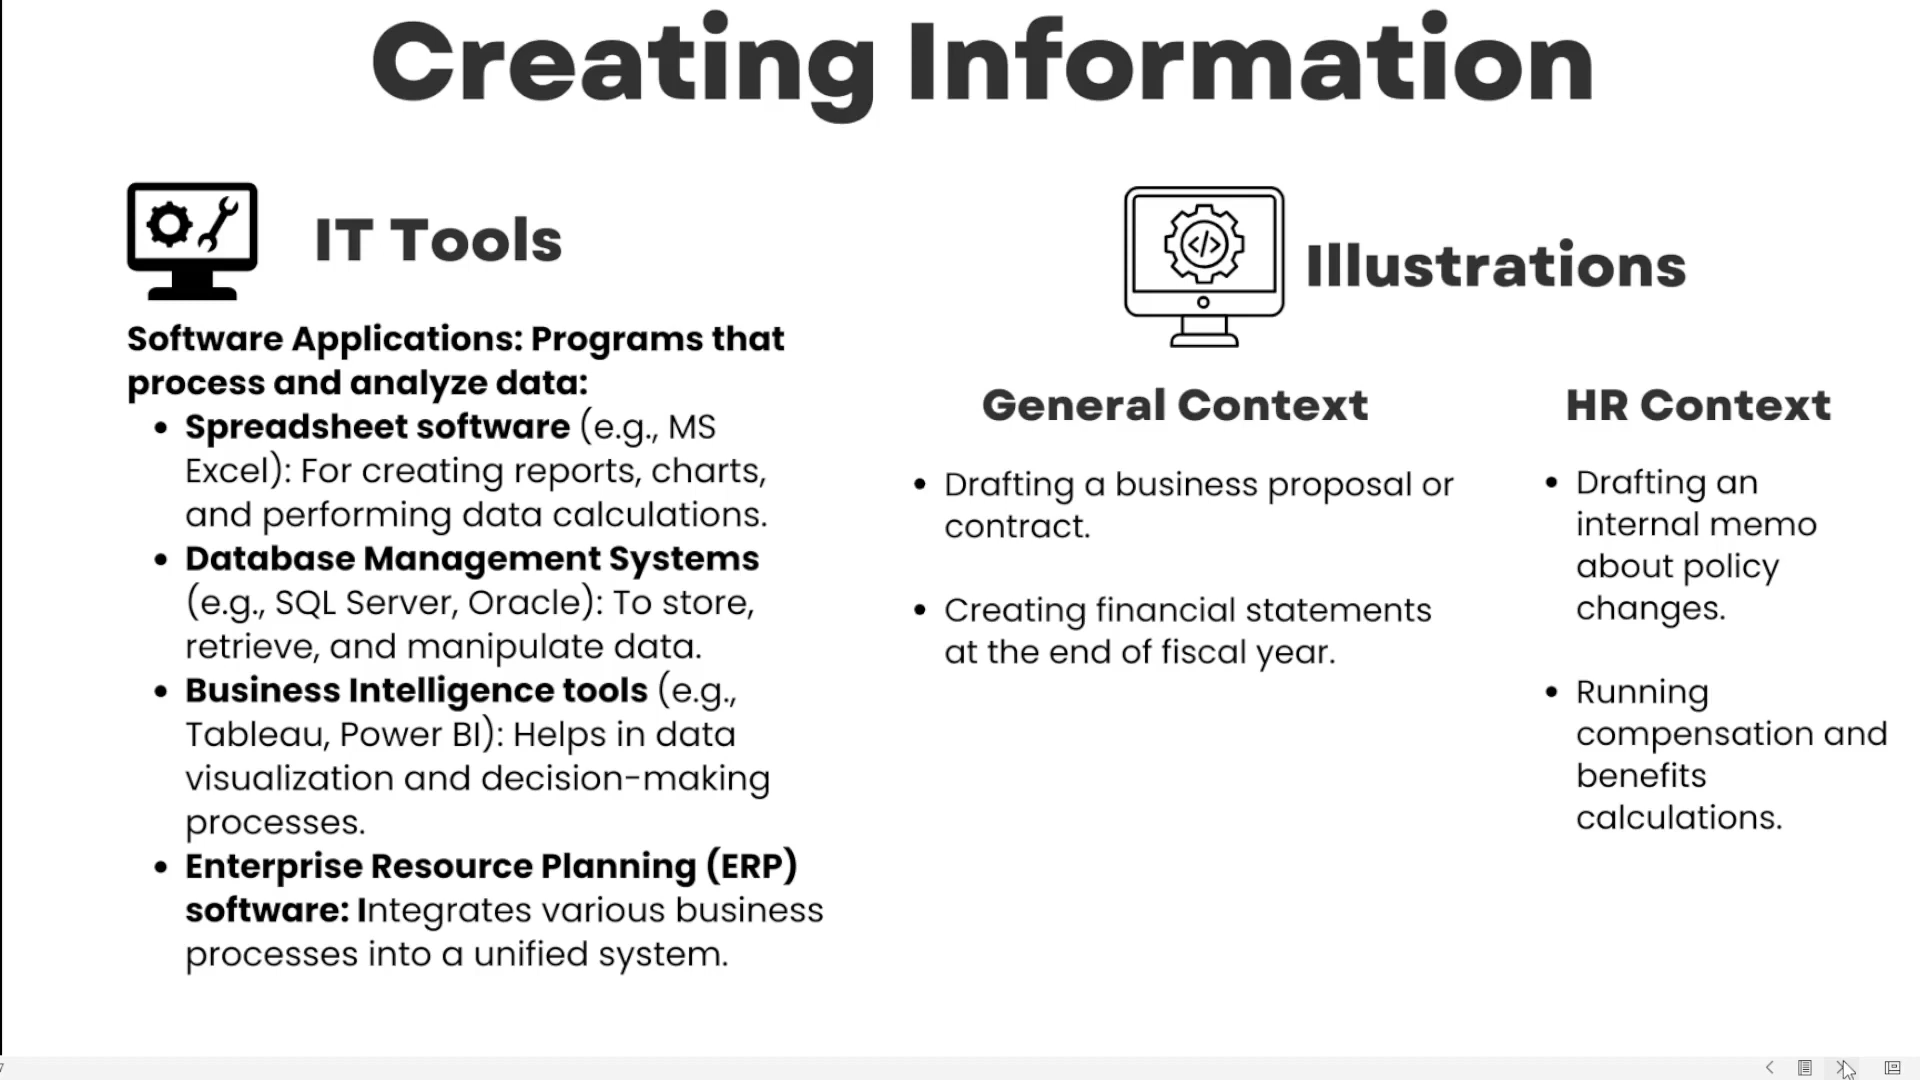 Creating Information
IT Tools
Software Applications: Programs that
process and analyze data:
• Spreadsheet software (e.g., MS
Excel): For creating reports, charts,
and performing data calculations.
• Database Management Systems
(e.g., SQL Server, Oracle): To store,
retrieve, and manipulate data.
• Business Intelligence tools (e.g.,
Tableau, Power BI): Helps in data
visualization and decision-making
processes.
• Enterprise Resource Planning (ERP)
software: Integrates various business
processes into a unified system.
</> Illustrations
General Context
• Drafting a business proposal or
contract.
• Creating financial statements
at the end of fiscal year.
HR Context
• Drafting an
internal memo
about policy
changes.
• Running
compensation and
benefits
calculations.